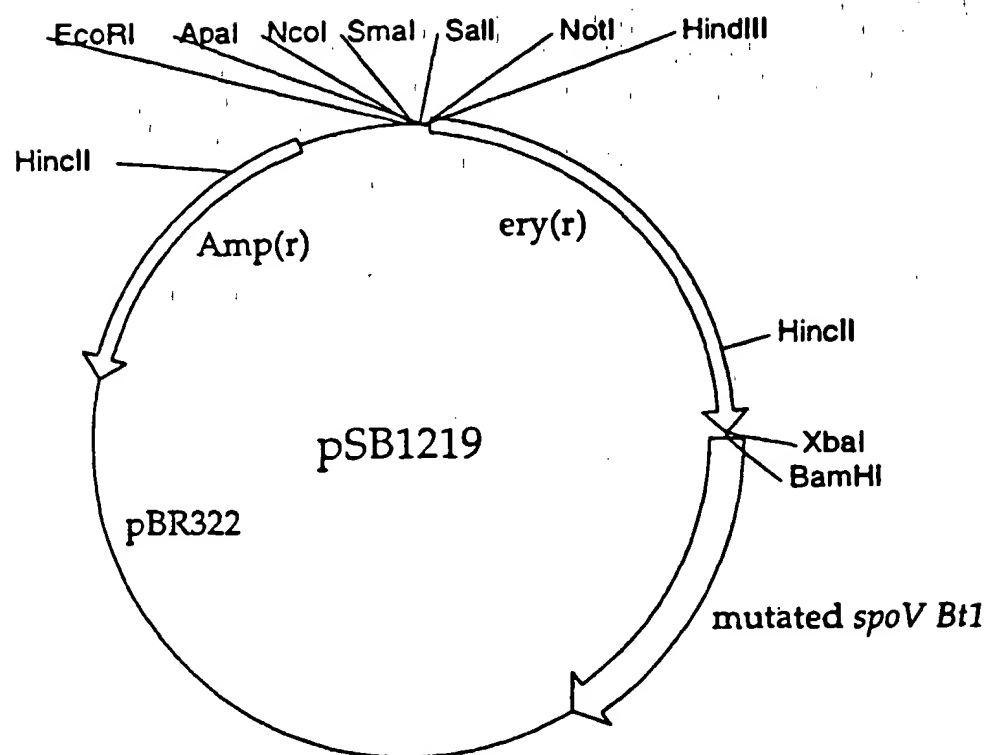 EcoRI ApaI NcoI SmaI SalI NotI HindIII
HincII
Amp(r)
ery(r)
HincII
pSB1219
XbaI
BamHI
pBR322
mutated spoV Bt1